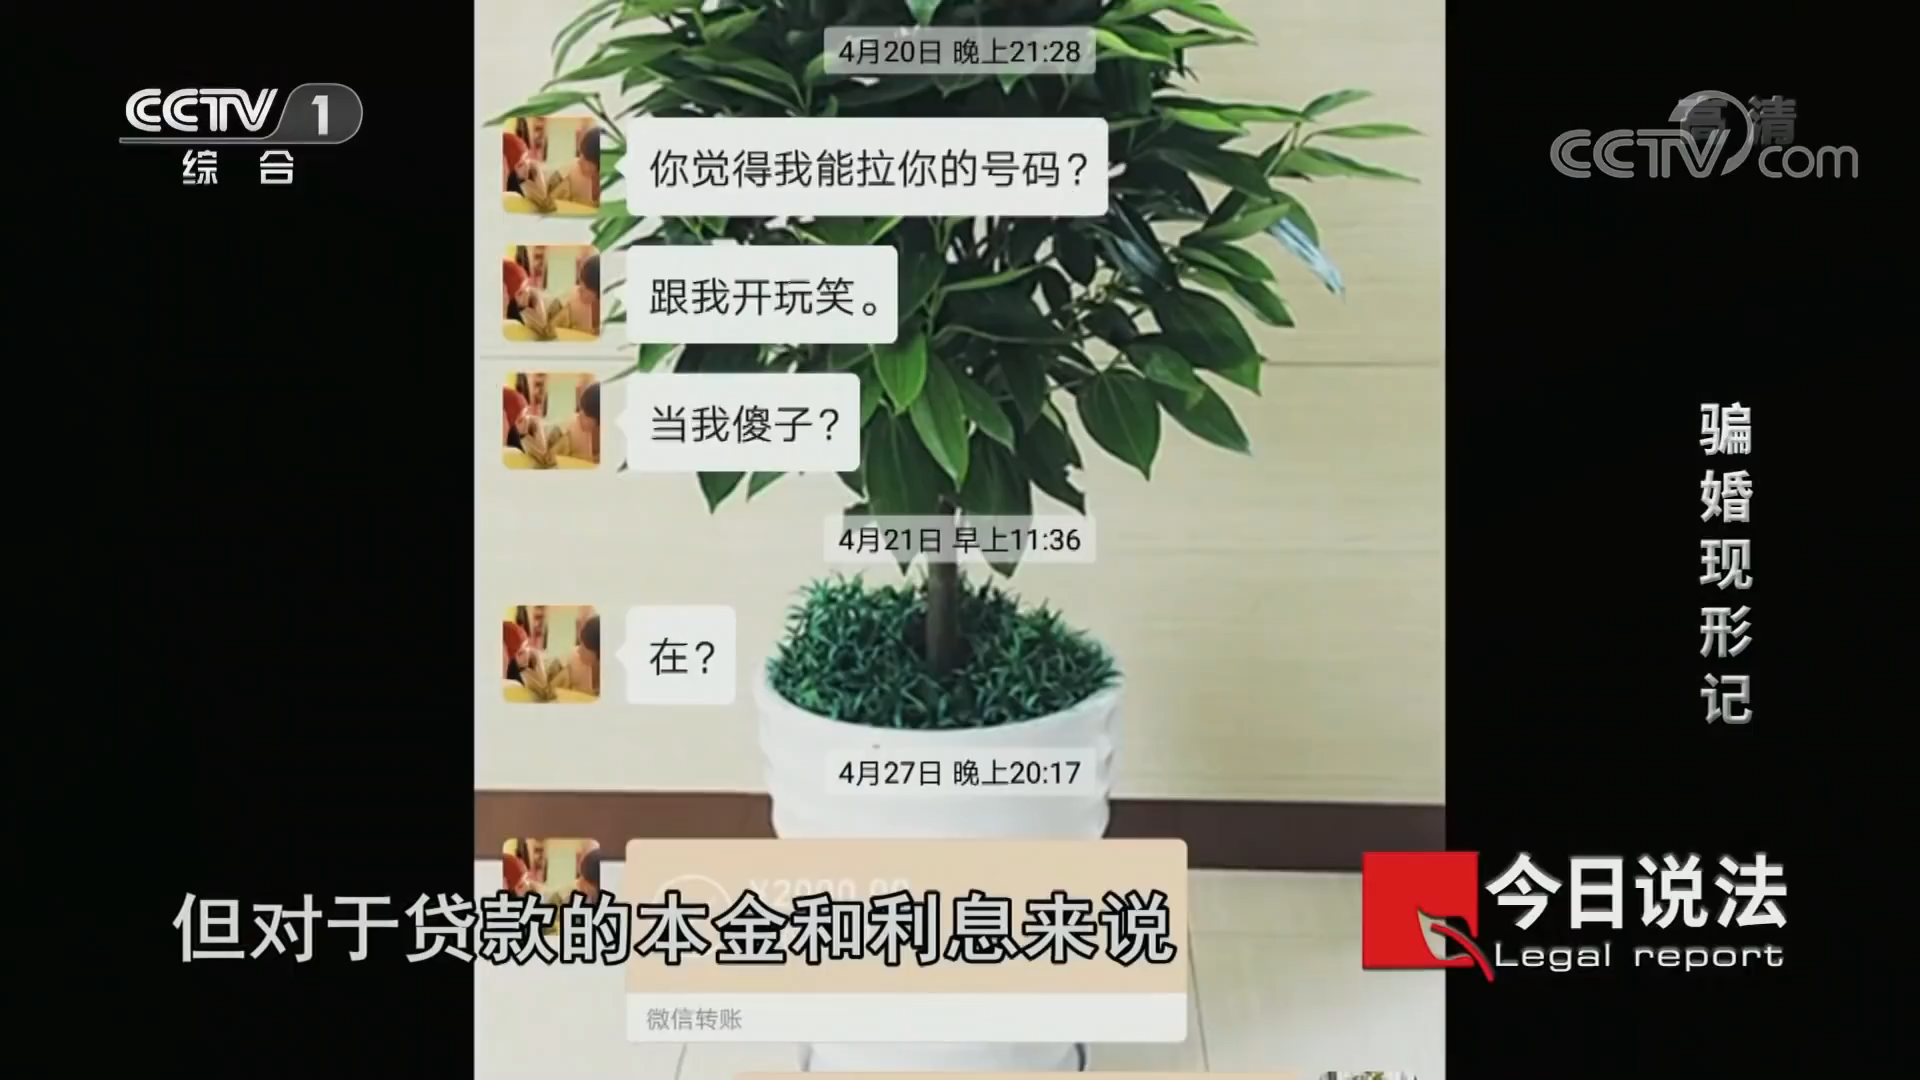 CCTV 1
综合
高清
CCTV com
4月20日 晚上21:28
你觉得我能拉你的号码?
跟我开玩笑。
当我傻子?
4月21日 早上11:36
在?
4月27日 晚上20:17
¥2000.00
微信转账
但对于贷款的本金和利息来说
骗婚现形记
今日说法
Legal report